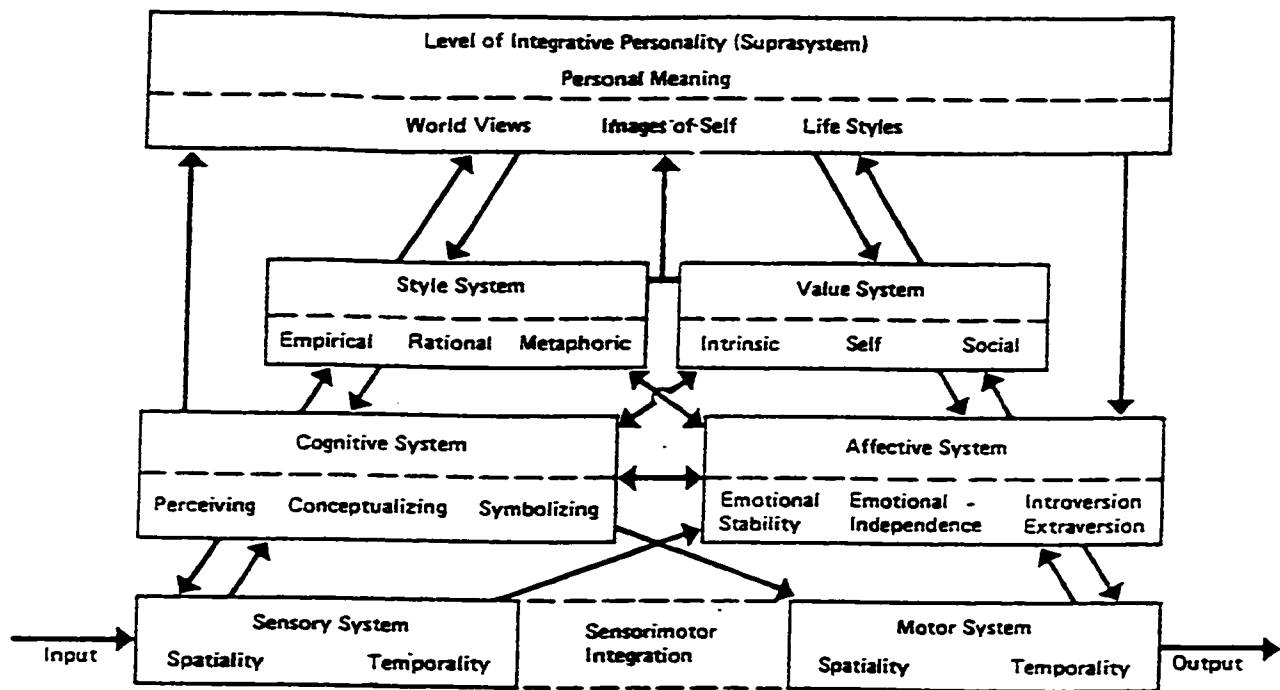 Level of Integrative Personality (Suprasystem)
Personal Meaning
World Views Images of Self Life Styles
Style System
Empirical Rational Metaphoric
Value System
Intrinsic Self Social
Cognitive System
Perceiving Conceptualizing Symbolizing
Affective System
Emotional Stability
Emotional - Independence
Introversion Extraversion
Input
Sensory System
Spatiality Temporality
Sensorimotor
Integration
Motor System
Spatiality Temporality
Output